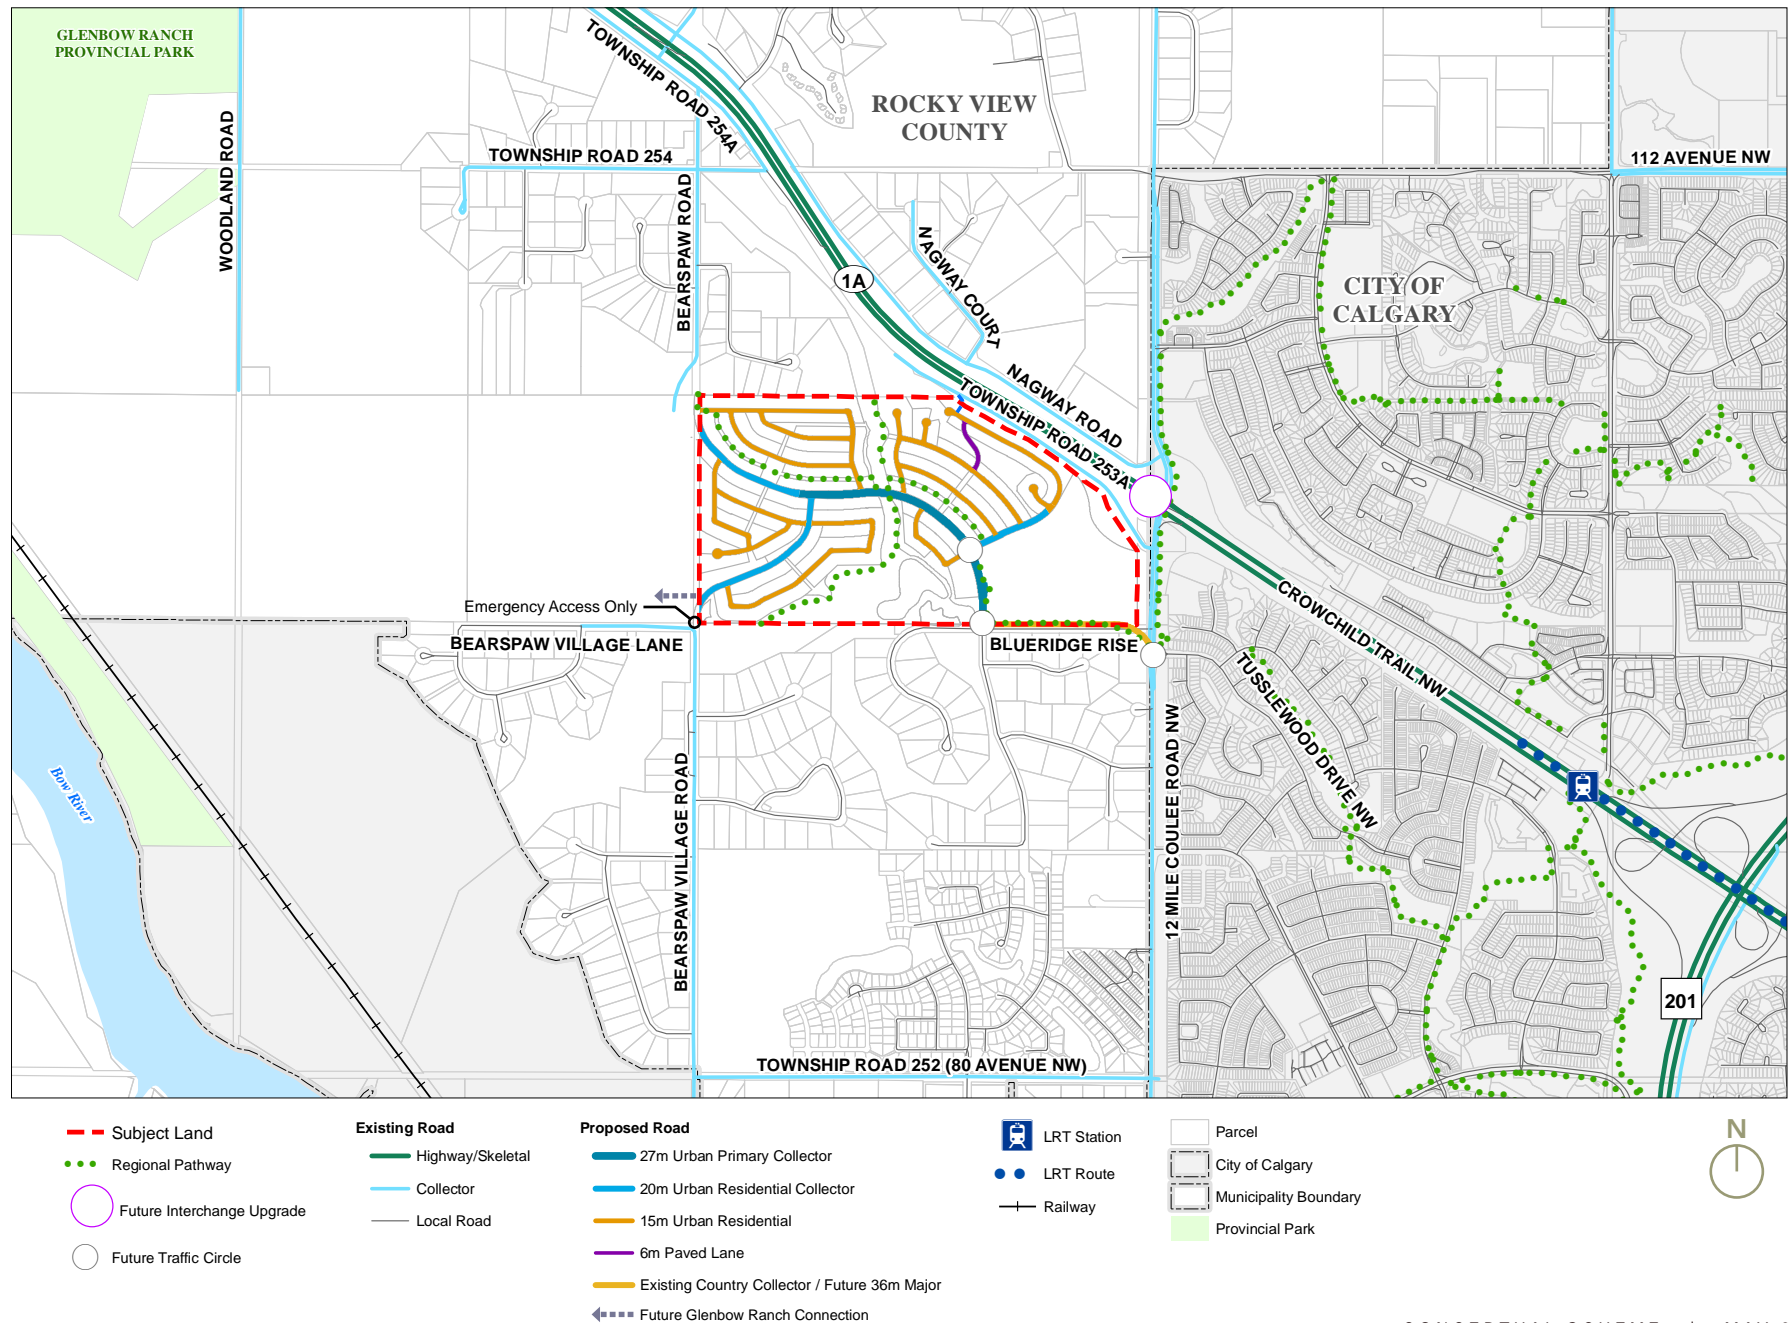 GLENBOW RANCH
PROVINCIAL PARK
WOODLAND ROAD
TOWNSHIP ROAD 254A
TOWNSHIP ROAD 254
BEARSPAW ROAD
ROCKY VIEW
COUNTY
112 AVENUE NW
NAGWAY COURT
1A
CITY OF
CALGARY
NAGWAY ROAD
TOWNSHIP ROAD 253A
Emergency Access Only
BEARSPAW VILLAGE LANE
BLUERIDGE RISE
CROWCHILD TRAIL NW
TUSSLEWOOD DRIVE NW
12 MILE COULEE ROAD NW
BEARSPAW VILLAGE ROAD
Bow River
201
TOWNSHIP ROAD 252 (80 AVENUE NW)
Subject Land
Regional Pathway
Future Interchange Upgrade
Future Traffic Circle
Existing Road
Highway/Skeletal
Collector
Local Road
Proposed Road
27m Urban Primary Collector
20m Urban Residential Collector
15m Urban Residential
6m Paved Lane
Existing Country Collector / Future 36m Major
Future Glenbow Ranch Connection
LRT Station
LRT Route
Railway
Parcel
City of Calgary
Municipality Boundary
Provincial Park
N